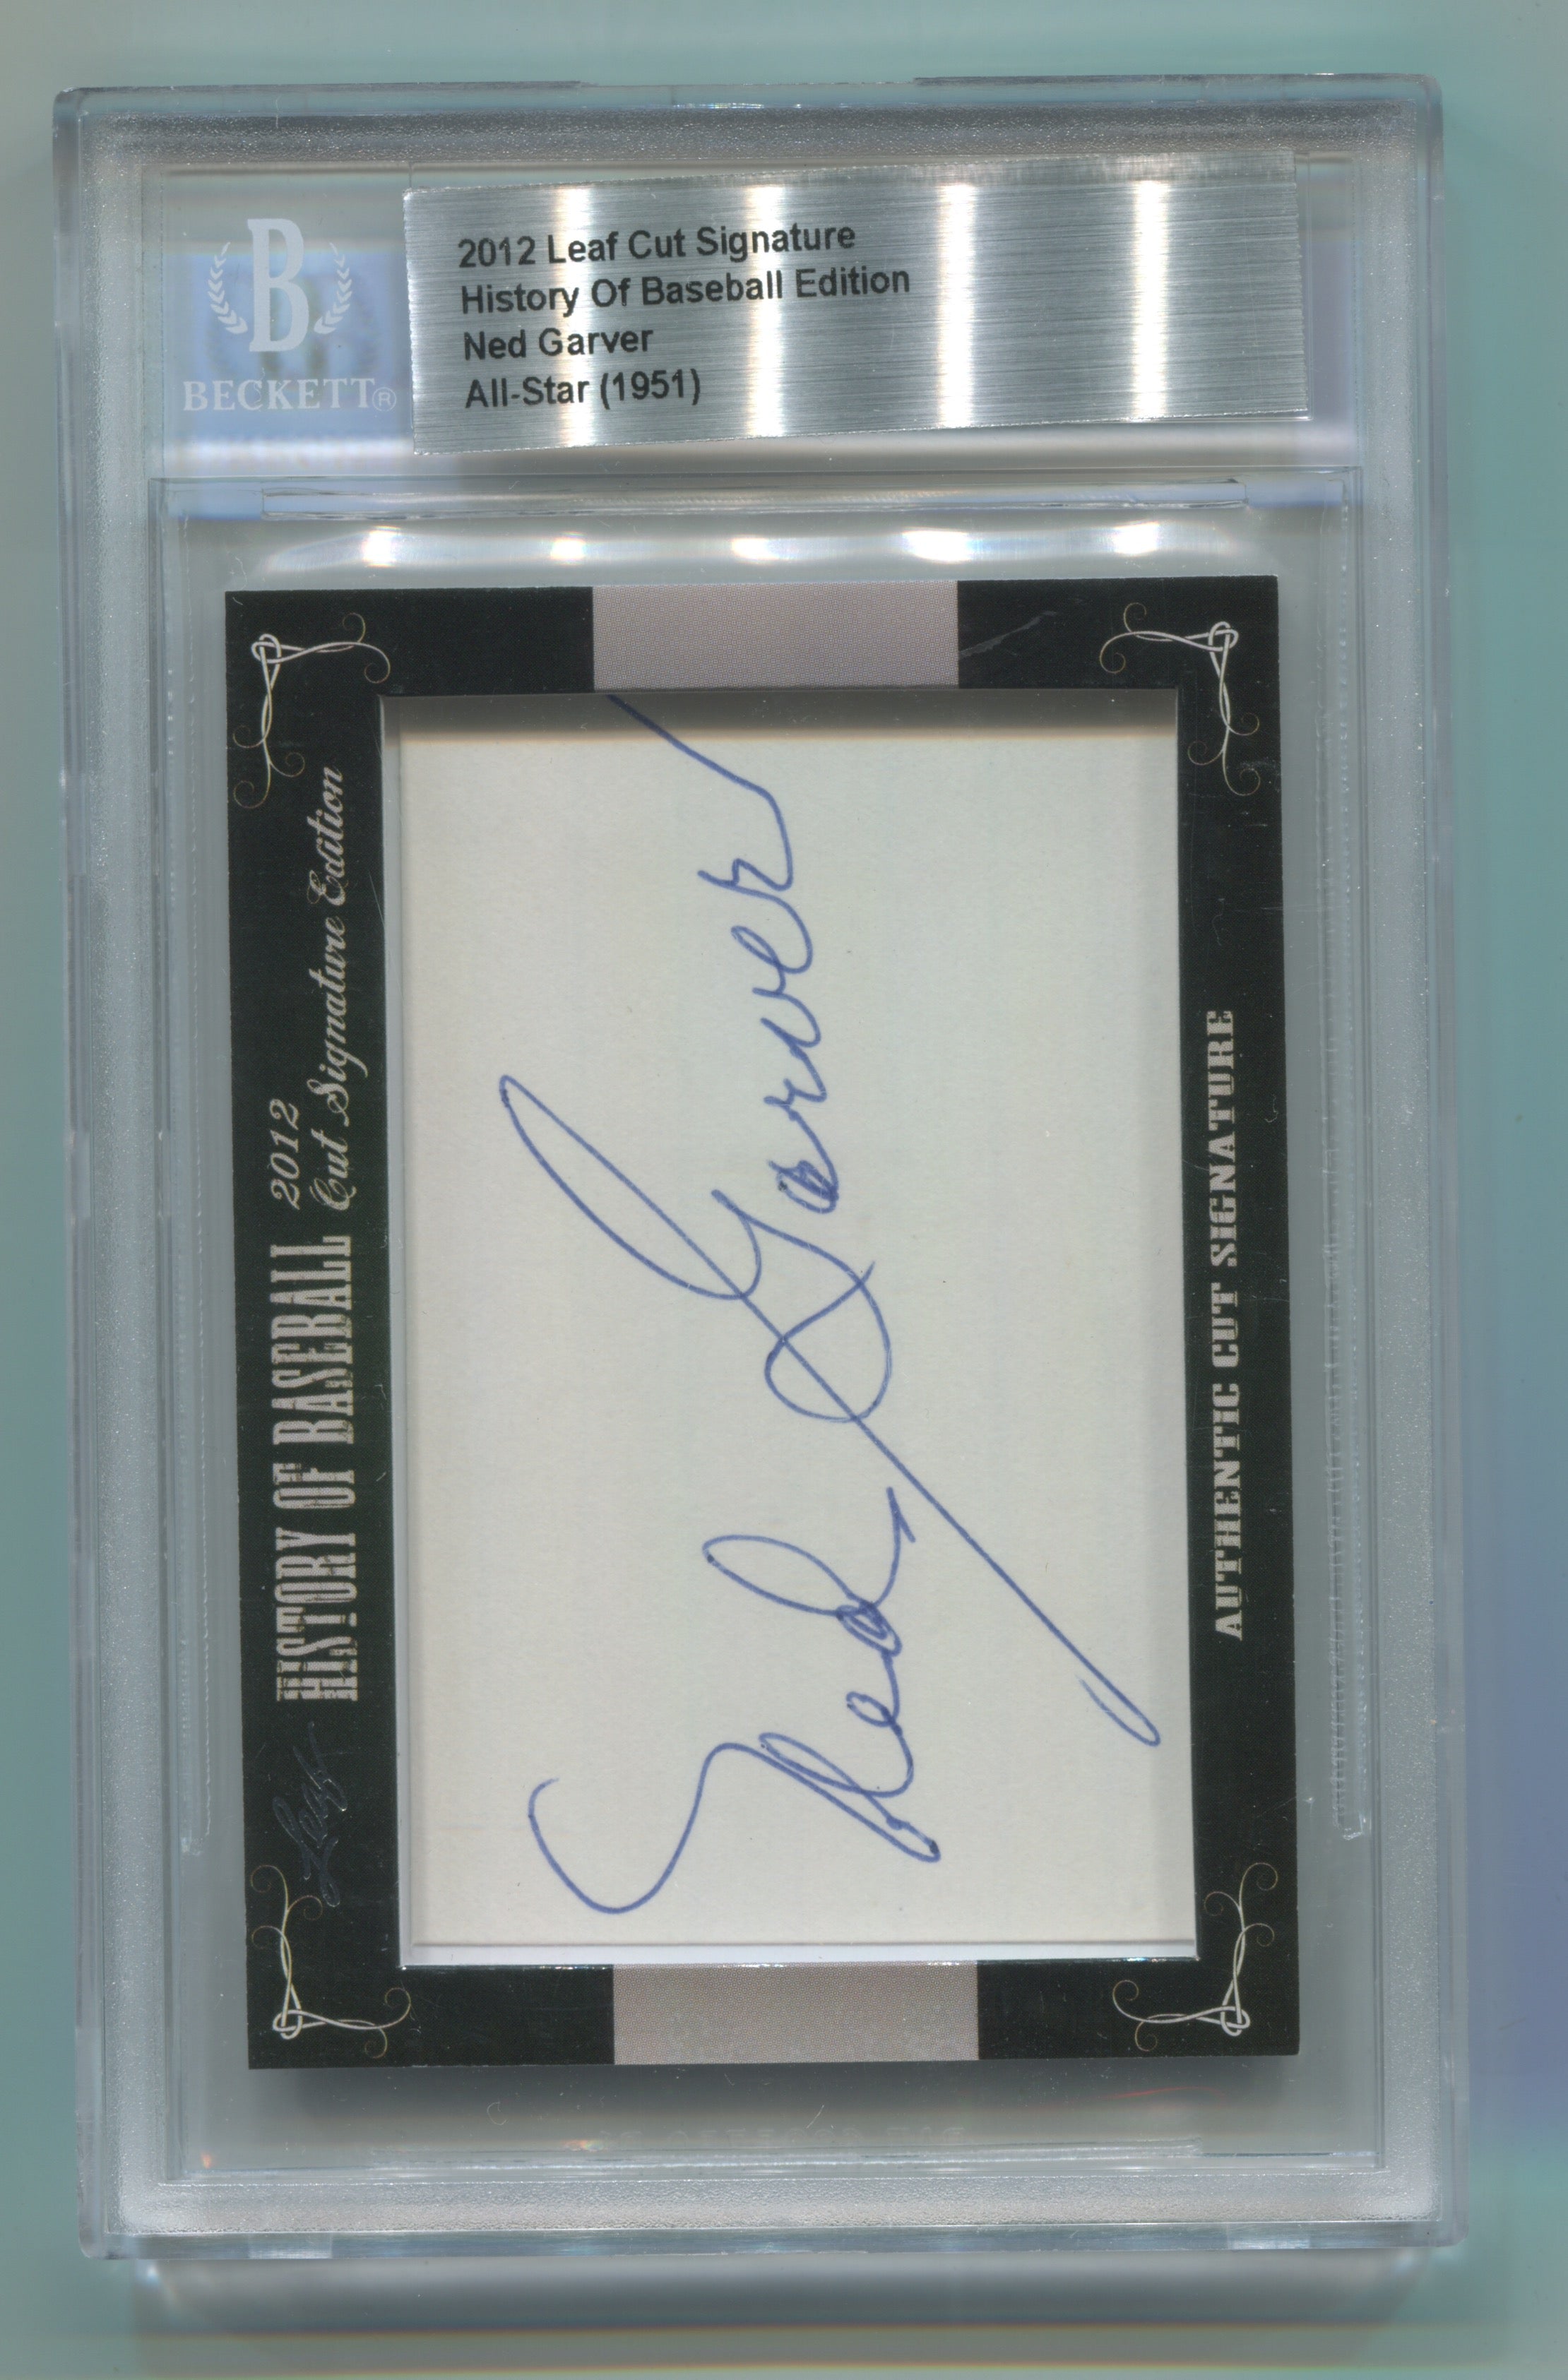 B
BECKETT®
2012 Leaf Cut Signature
History Of Baseball Edition
Ned Garver
All-Star (1951)
Leaf
HISTORY OF BASEBALL 2012
Cut Signature Edition
Ned Garver
AUTHENTIC CUT SIGNATURE